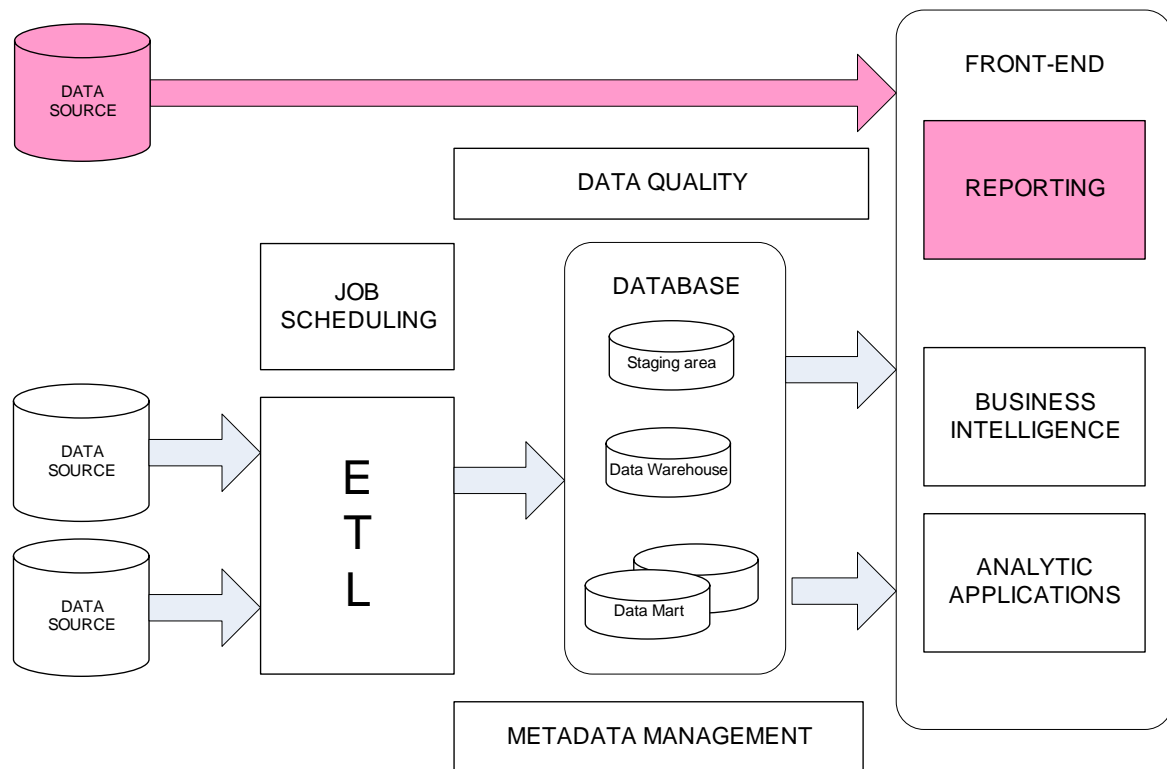 DATA
SOURCE
FRONT-END
REPORTING
DATA QUALITY
JOB
SCHEDULING
DATABASE
Staging area
Data Warehouse
Data Mart
DATA
SOURCE
DATA
SOURCE
E
T
L
BUSINESS
INTELLIGENCE
ANALYTIC
APPLICATIONS
METADATA MANAGEMENT